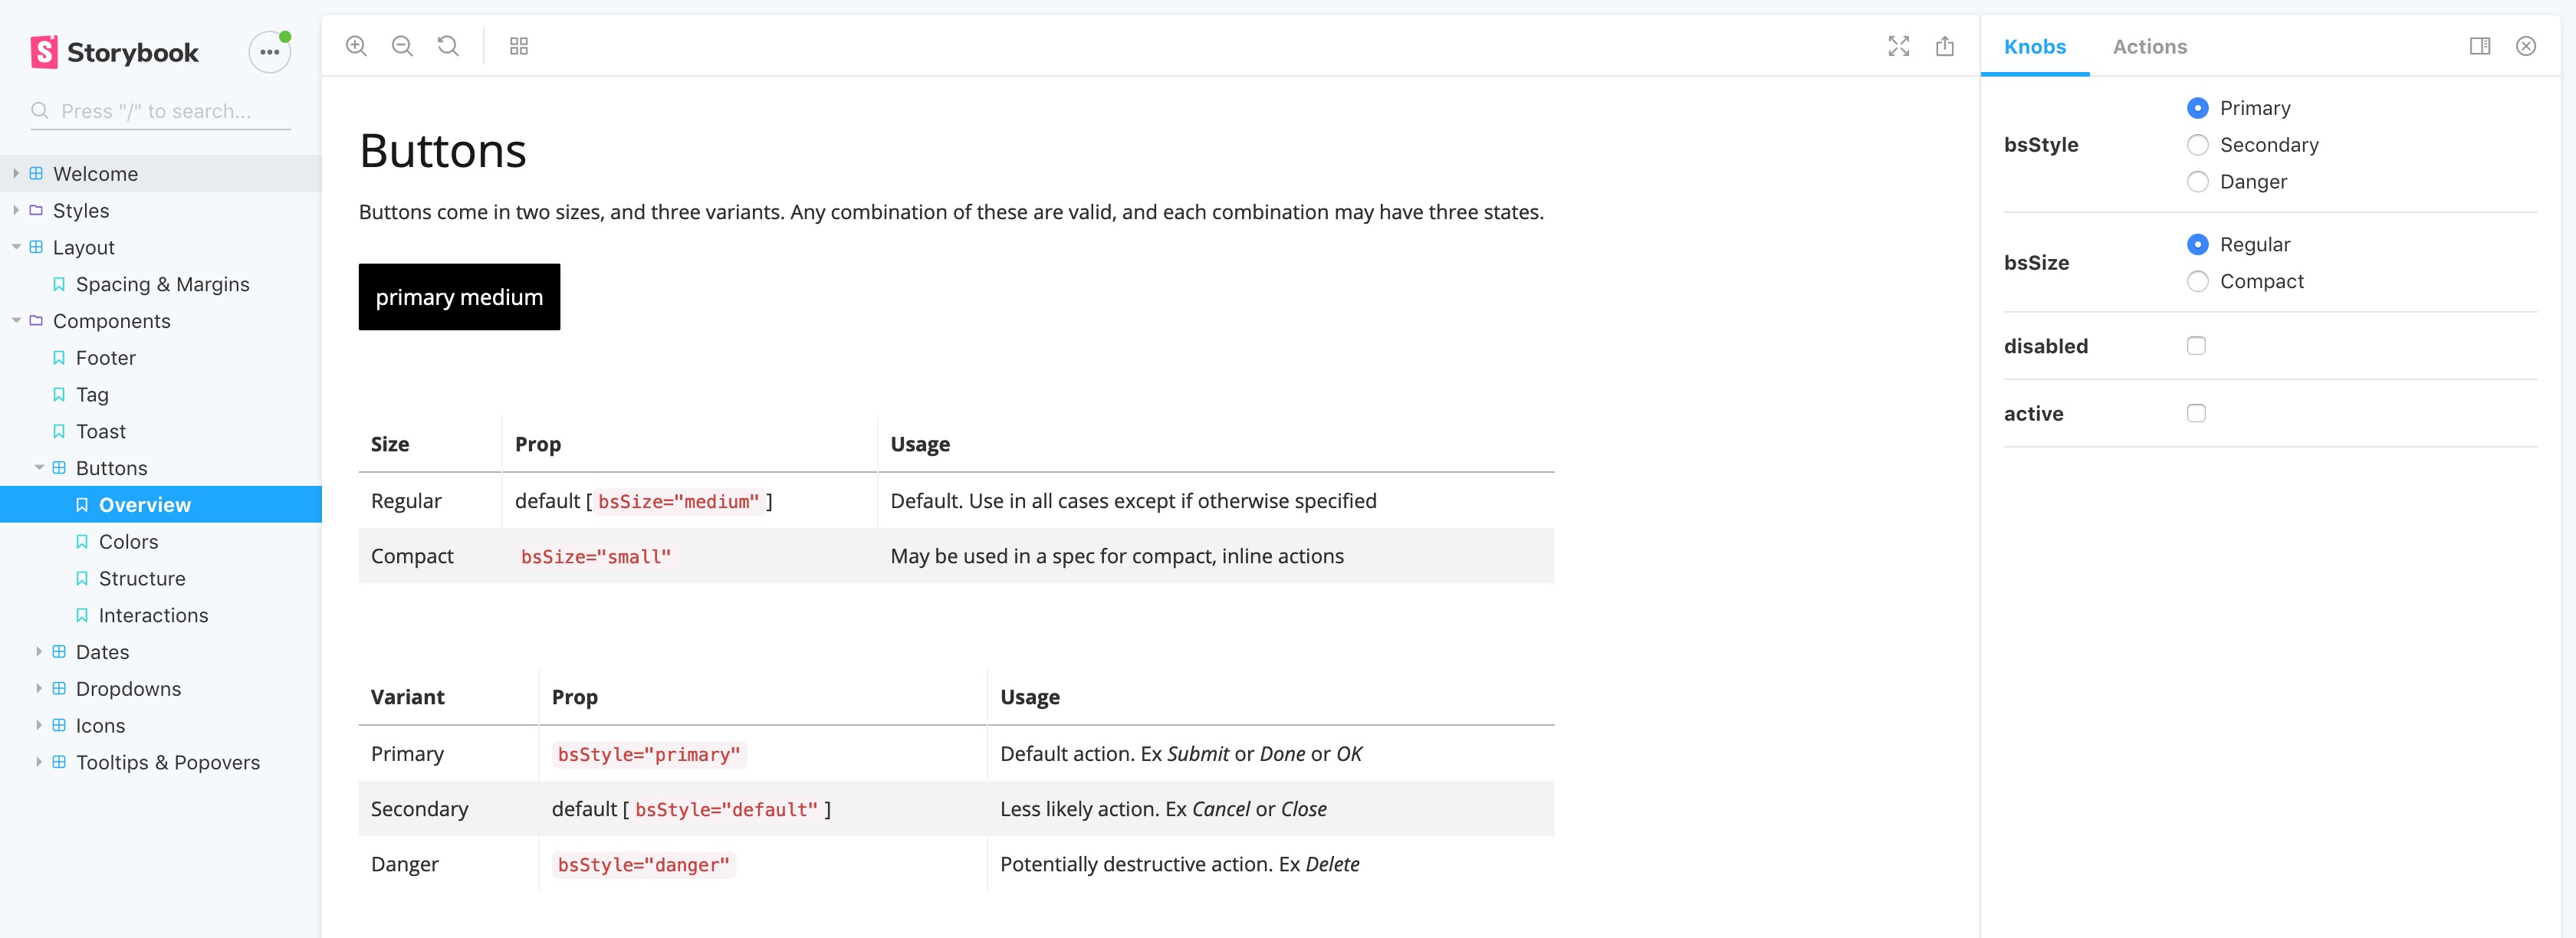 Storybook
Press "/" to search...
Welcome
Styles
Layout
Spacing & Margins
Components
Footer
Tag
Toast
Buttons
Overview
Colors
Structure
Interactions
Dates
Dropdowns
Icons
Tooltips & Popovers
Buttons
Buttons come in two sizes, and three variants. Any combination of these are valid, and each combination may have three states.
primary medium
Size Prop Usage
Regular default [ bsSize="medium" ] Default. Use in all cases except if otherwise specified
Compact bsSize="small" May be used in a spec for compact, inline actions
Variant Prop Usage
Primary bsStyle="primary" Default action. Ex Submit or Done or OK
Secondary default [ bsStyle="default" ] Less likely action. Ex Cancel or Close
Danger bsStyle="danger" Potentially destructive action. Ex Delete
Knobs Actions
bsStyle
Primary
Secondary
Danger
bsSize
Regular
Compact
disabled
active